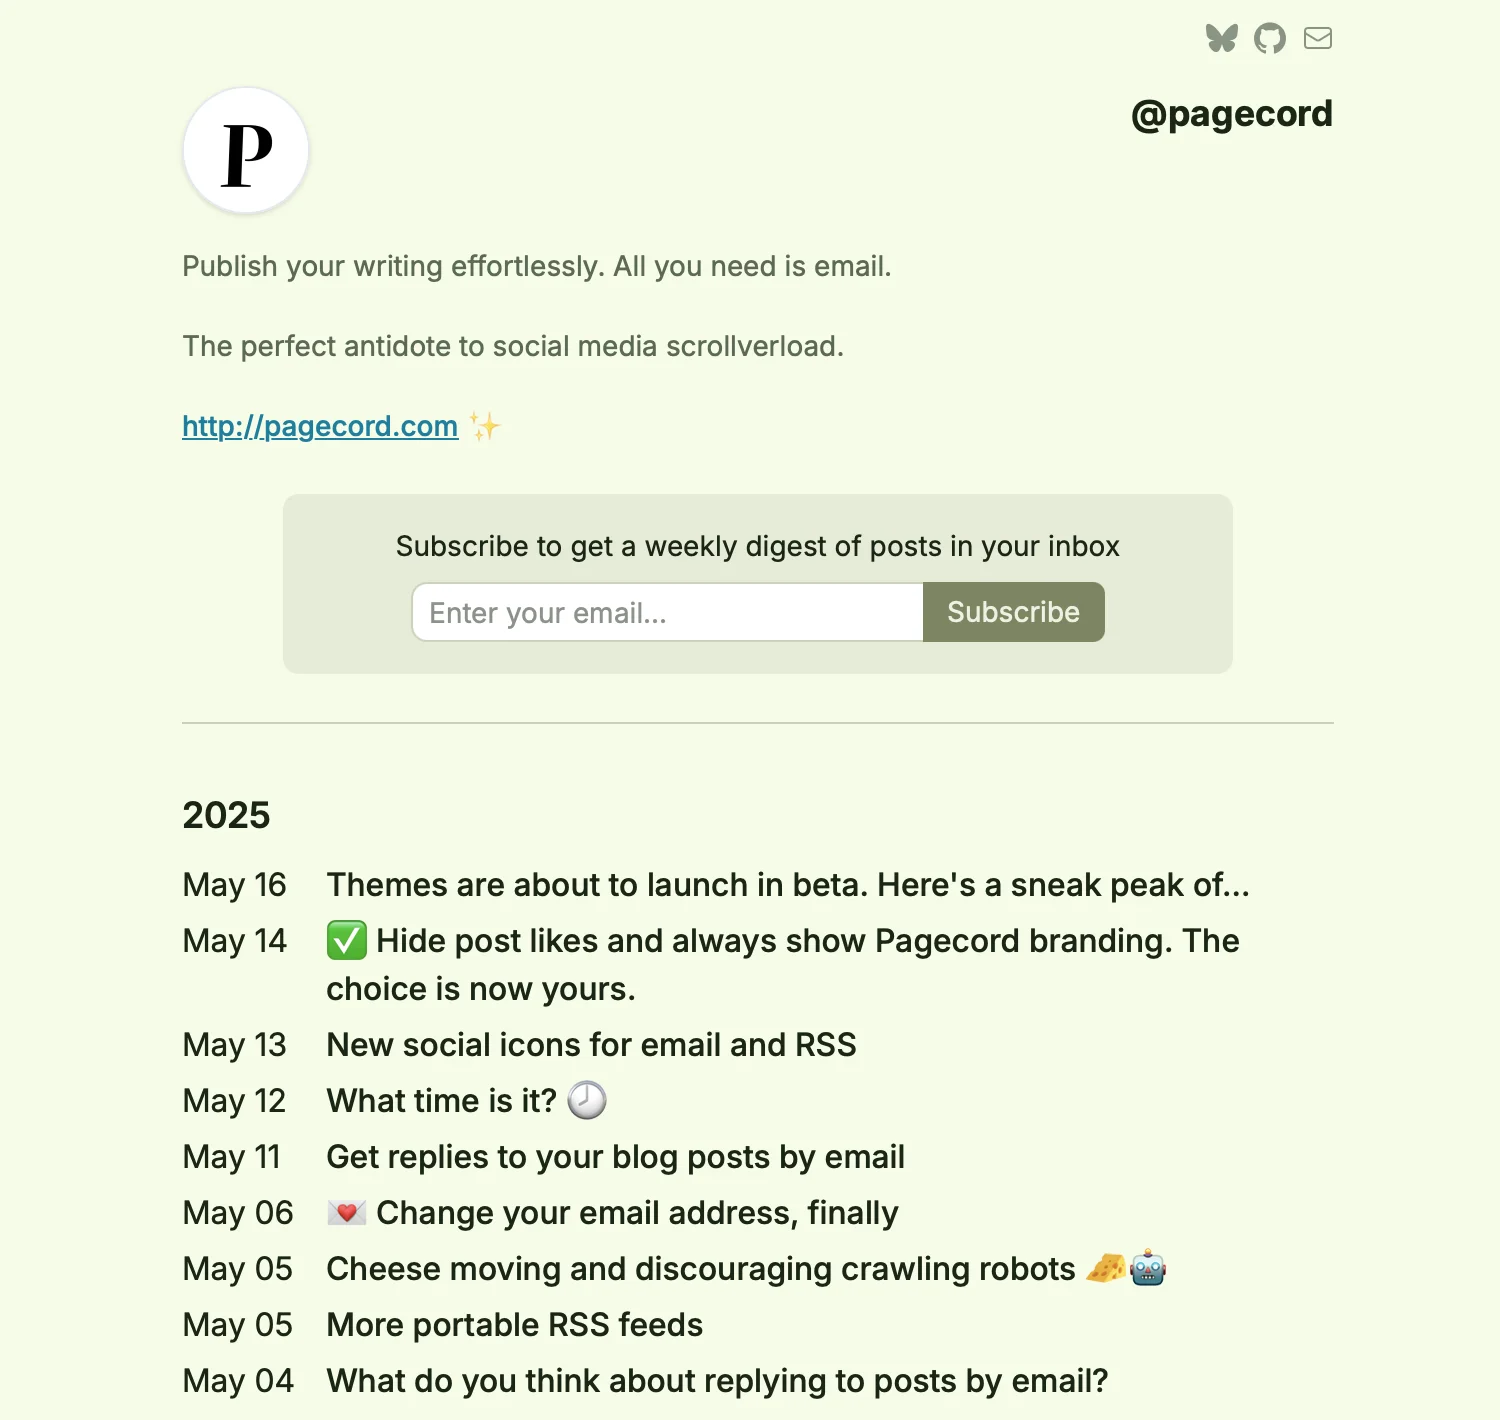 @pagecord
P
Publish your writing effortlessly. All you need is email.
The perfect antidote to social media scrollverload.
http://pagecord.com ✨
Subscribe to get a weekly digest of posts in your inbox
Enter your email...
Subscribe
2025
May 16 Themes are about to launch in beta. Here's a sneak peak of...
May 14 ✅ Hide post likes and always show Pagecord branding. The
choice is now yours.
May 13 New social icons for email and RSS
May 12 What time is it? 🕗
May 11 Get replies to your blog posts by email
May 06 💌 Change your email address, finally
May 05 Cheese moving and discouraging crawling robots 🧀🤖
May 05 More portable RSS feeds
May 04 What do you think about replying to posts by email?